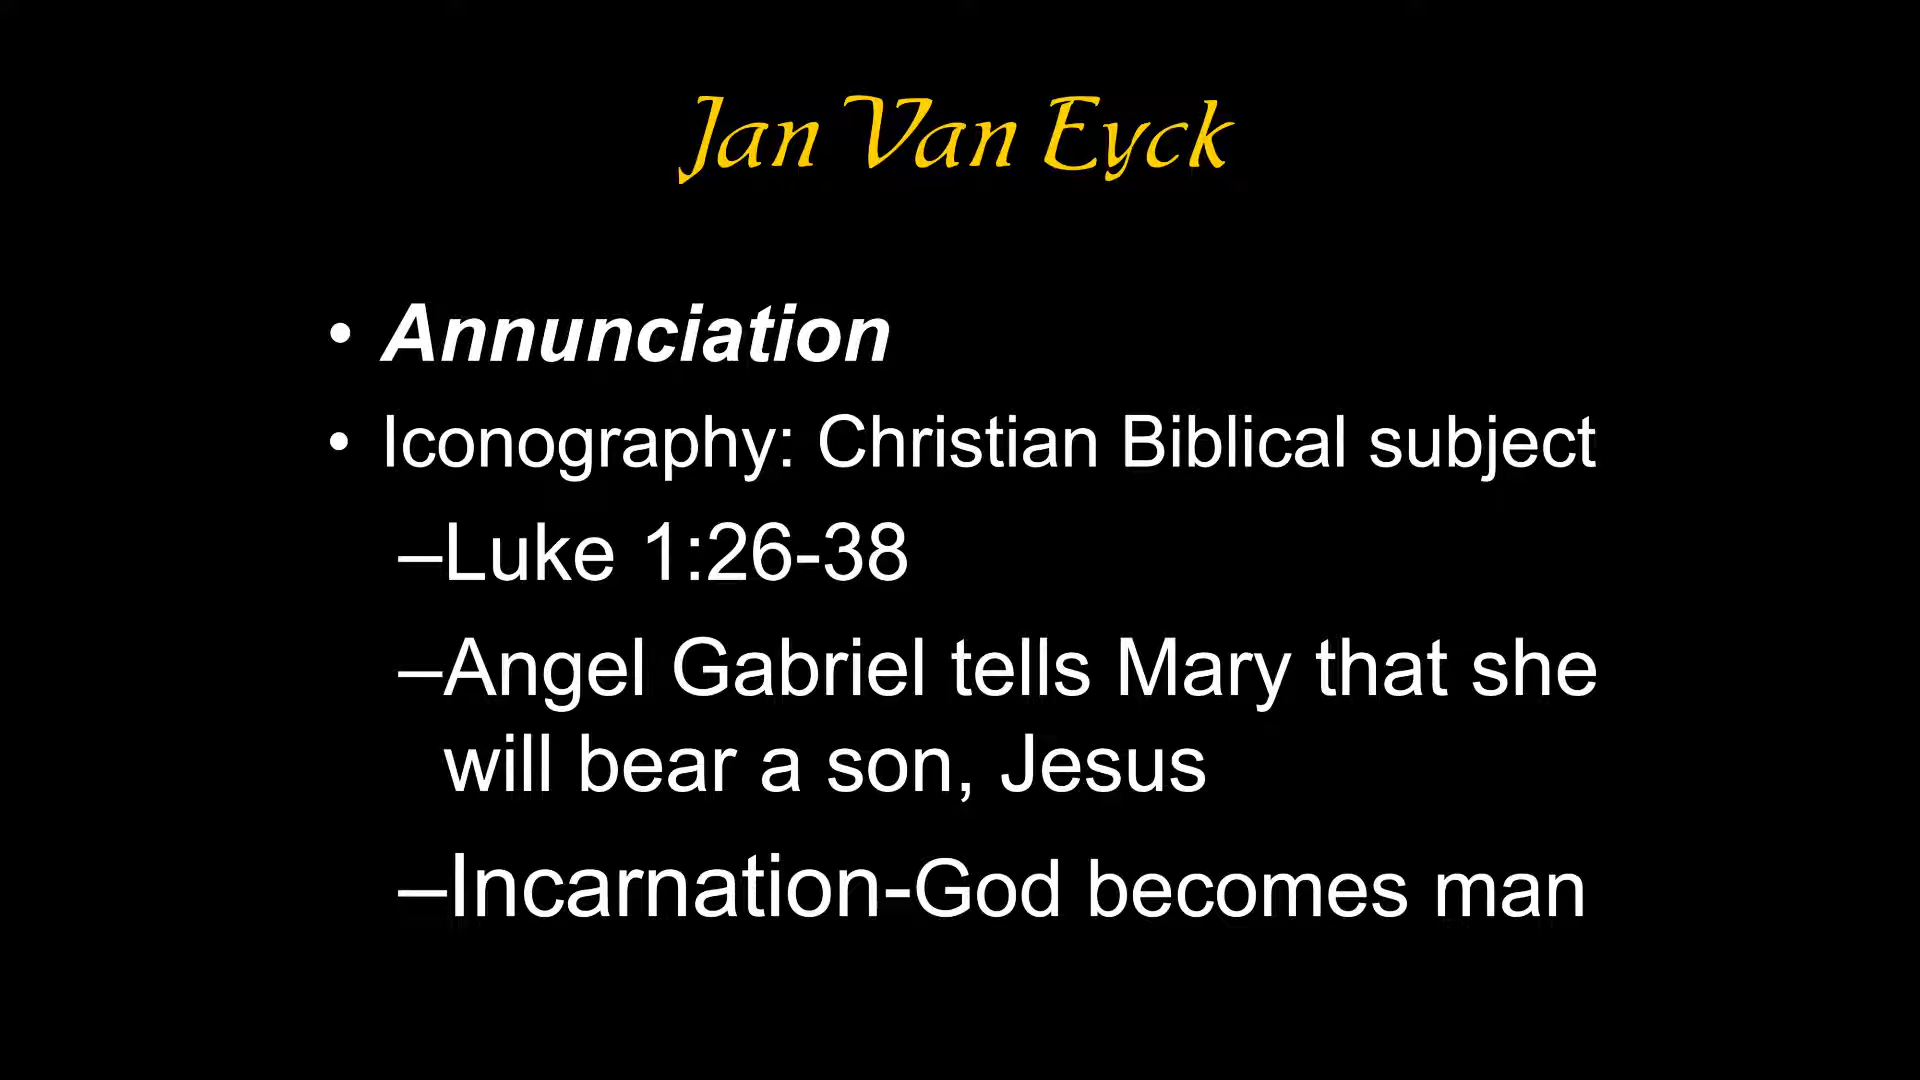 Jan Van Eyck
• Annunciation
• Iconography: Christian Biblical subject
–Luke 1:26-38
–Angel Gabriel tells Mary that she
will bear a son, Jesus
–Incarnation-God becomes man